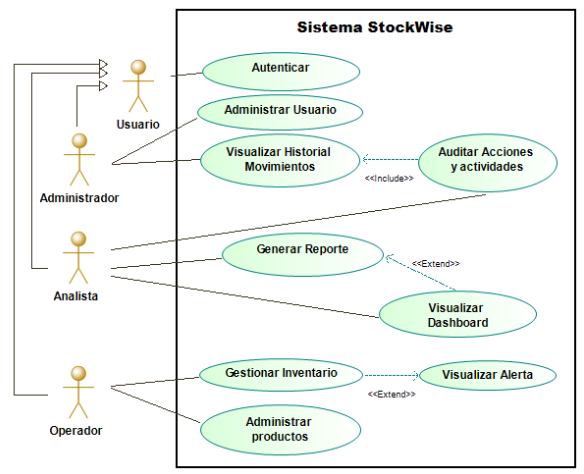 Sistema StockWise
Autenticar
Usuario
Administrar Usuario
Visualizar Historial
Movimientos
Auditar Acciones
y actividades
<<Include>>
Administrador
Generar Reporte
<<Extend>>
Analista
Visualizar
Dashboard
Gestionar Inventario
Visualizar Alerta
<<Extend>>
Operador
Administrar
productos